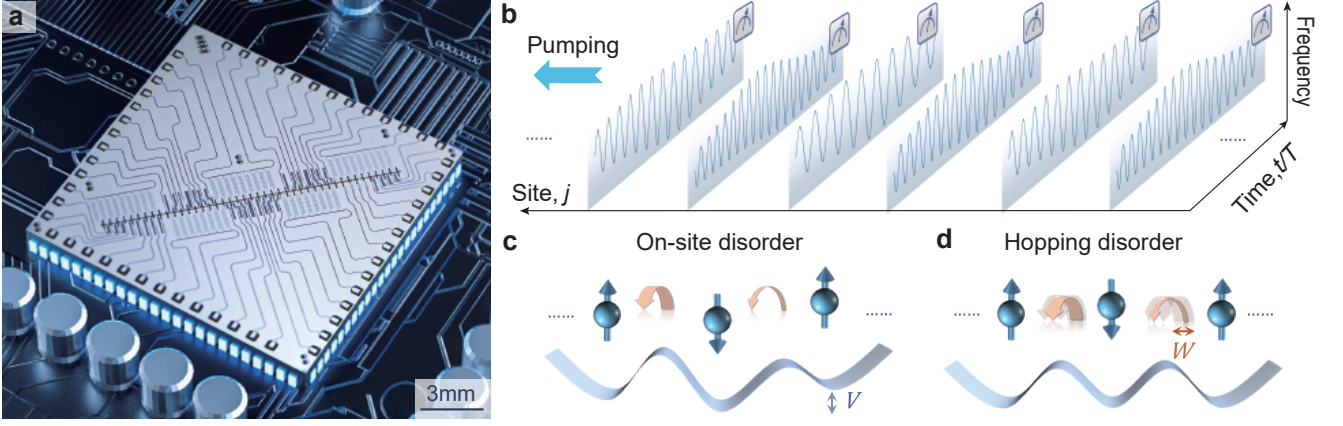 a
3mm
b
Pumping
......
......
Site, j
Time, t/T
Frequency
c
On-site disorder
......
......
V
d
Hopping disorder
......
......
W